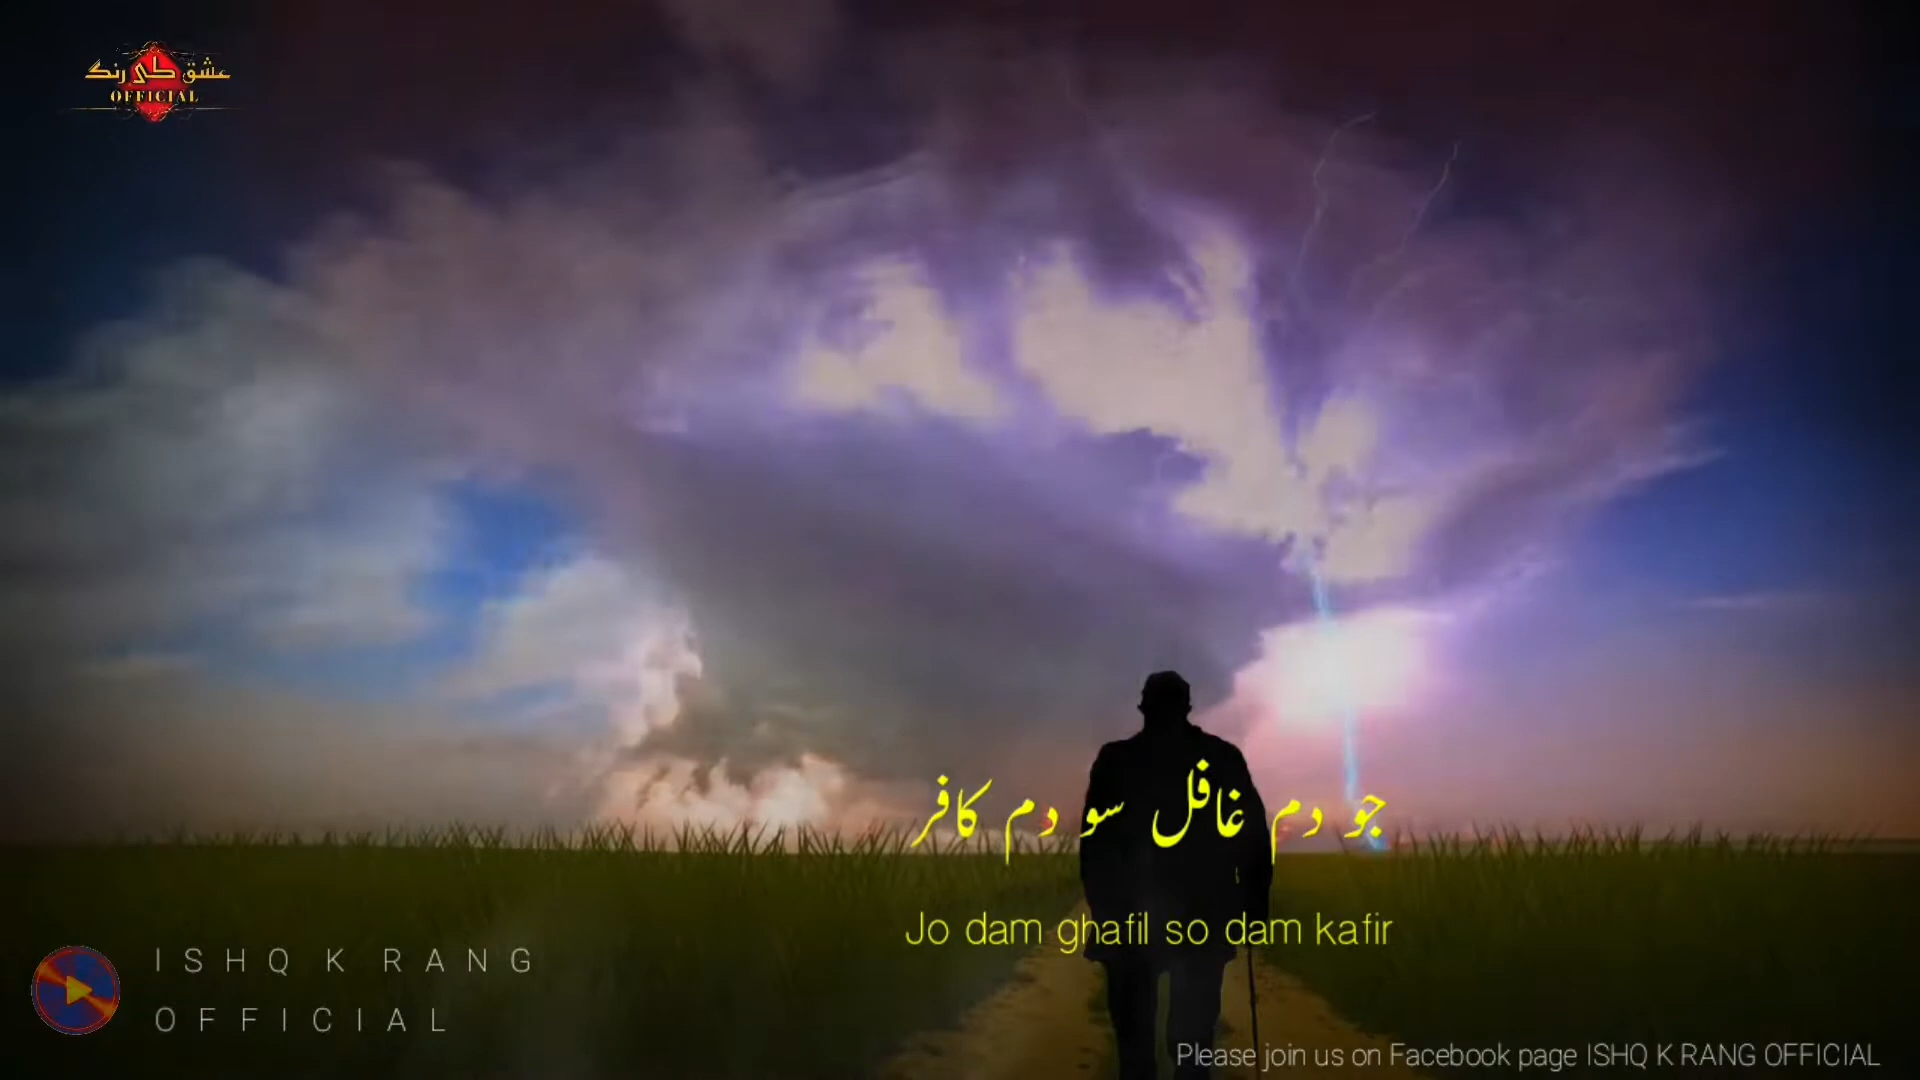 عشق کے رنگ
OFFICIAL
جو دم غافل سو دم کافر
Jo dam ghafil so dam kafir
ISHQ K RANG
OFFICIAL
Please join us on Facebook page ISHQ K RANG OFFICIAL